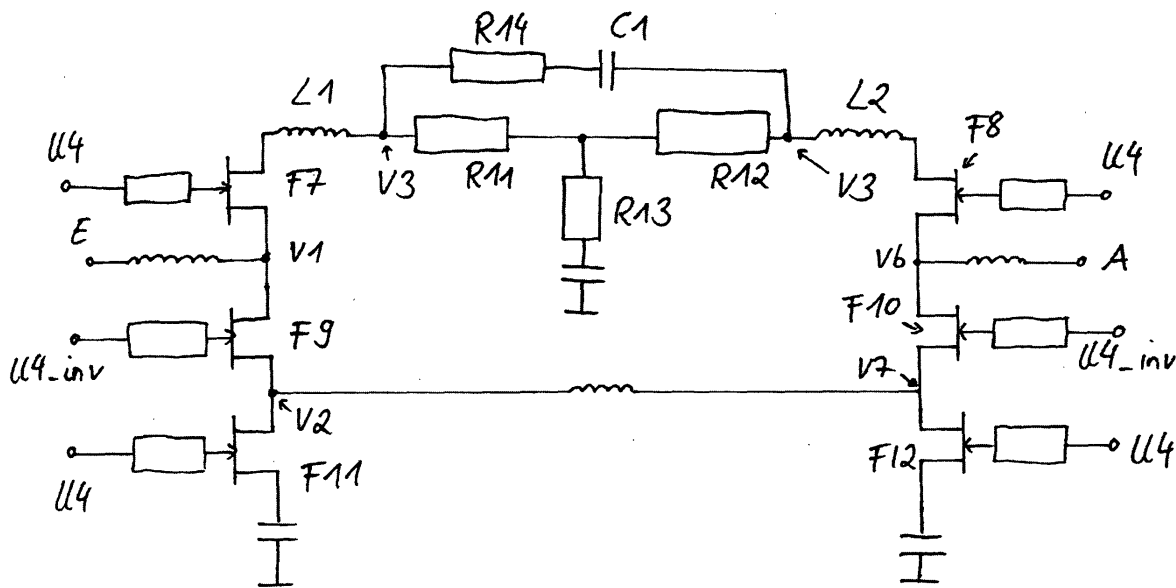 R14 C1
L1 L2
U4 F7 V3 R11 R12 V3 F8 U4
R13
E V1 V6 A
F9 F10
U4_inv U4_inv
V2 V7
U4 F11 F12 U4